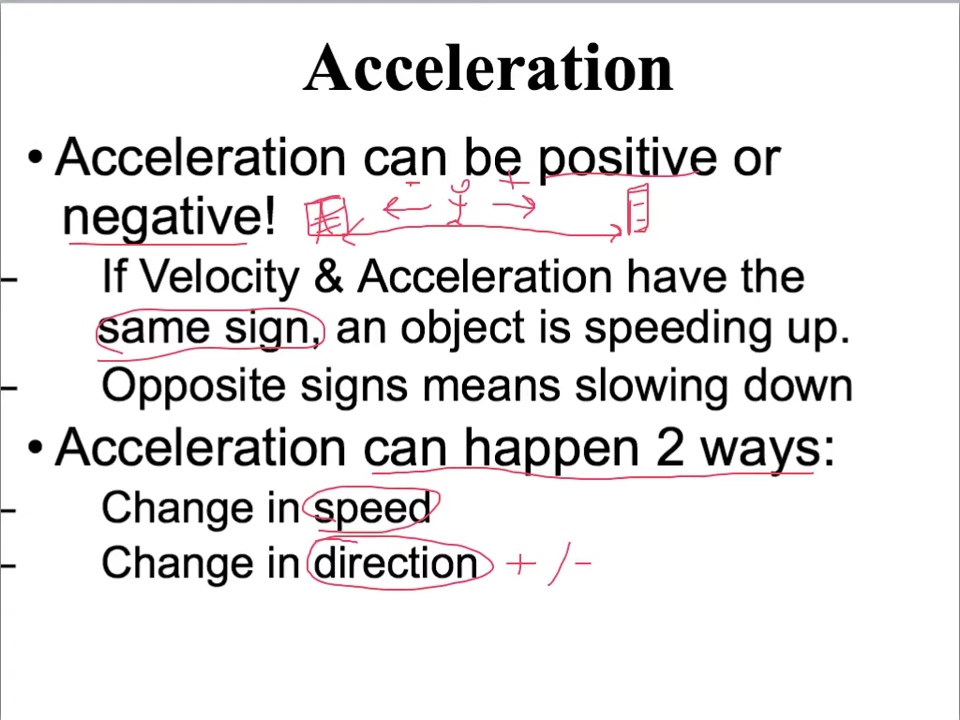 Acceleration
• Acceleration can be positive or
- +
negative!
– If Velocity & Acceleration have the
same sign, an object is speeding up.
– Opposite signs means slowing down
• Acceleration can happen 2 ways:
– Change in speed
– Change in direction + / -